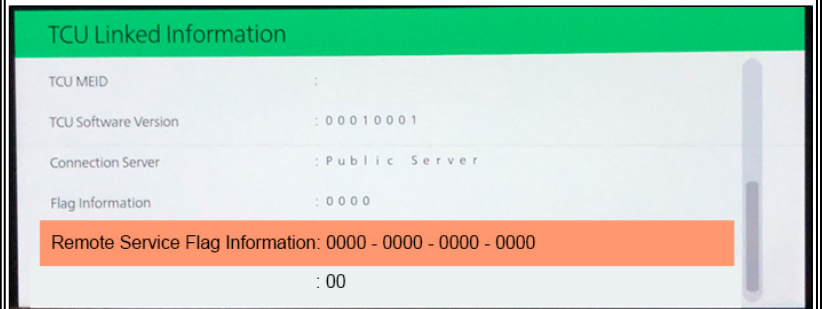 TCU Linked Information
TCU MEID :
TCU Software Version : 00010001
Connection Server : Public Server
Flag Information : 0000
Remote Service Flag Information: 0000 - 0000 - 0000 - 0000
: 00